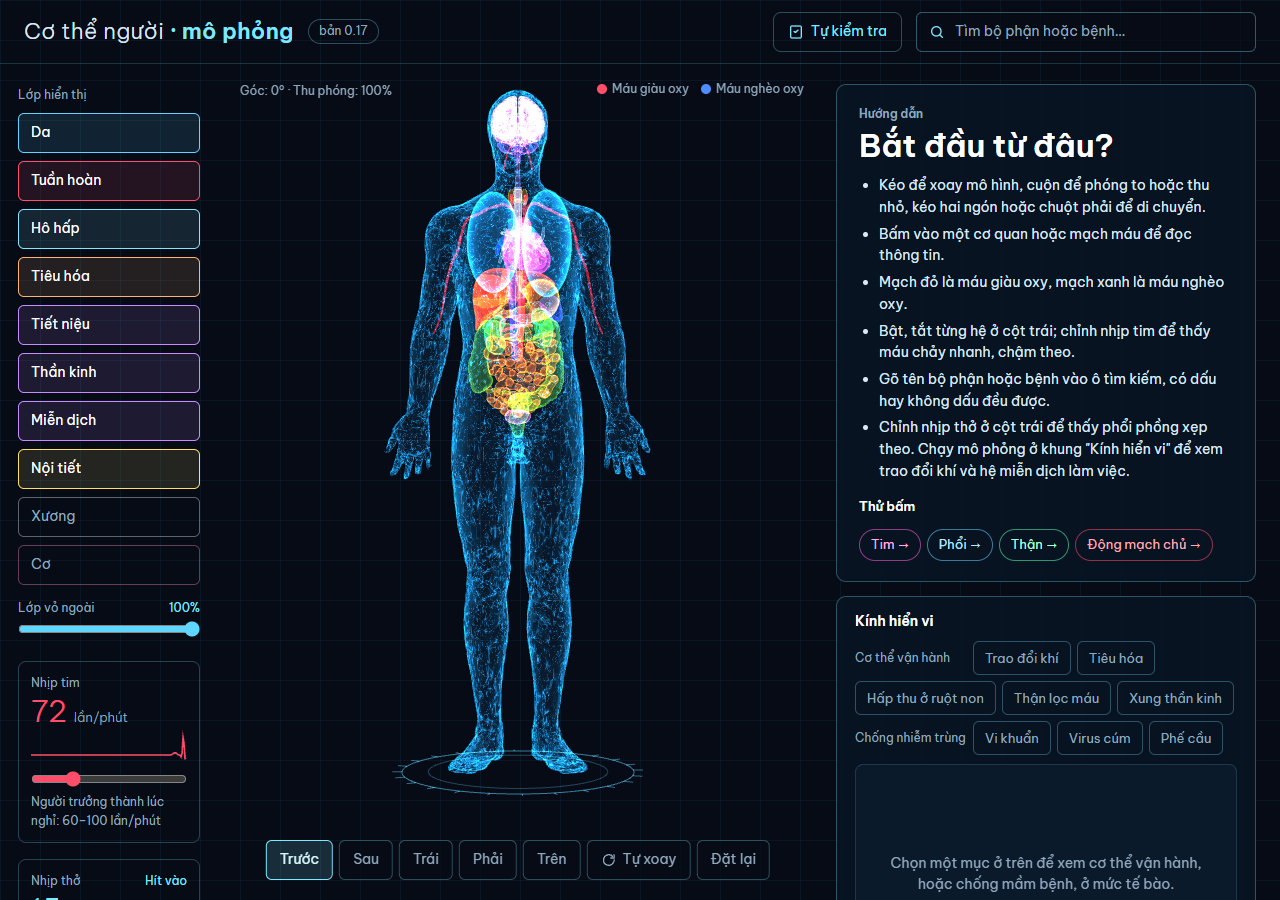 Cơ thể người · mô phỏng
bản 0.17
Tự kiểm tra
Tìm bộ phận hoặc bệnh...
Lớp hiển thị
Da
Tuần hoàn
Hô hấp
Tiêu hóa
Tiết niệu
Thần kinh
Miễn dịch
Nội tiết
Xương
Cơ
Lớp vỏ ngoài 100%
Nhịp tim
72 lần/phút
Người trưởng thành lúc
nghỉ: 60–100 lần/phút
Nhịp thở Hít vào
Góc: 0° · Thu phóng: 100%
Máu giàu oxy Máu nghèo oxy
Trước Sau Trái Phải Trên Tự xoay Đặt lại
Hướng dẫn
Bắt đầu từ đâu?
• Kéo để xoay mô hình, cuộn để phóng to hoặc thu
nhỏ, kéo hai ngón hoặc chuột phải để di chuyển.
• Bấm vào một cơ quan hoặc mạch máu để đọc
thông tin.
• Mạch đỏ là máu giàu oxy, mạch xanh là máu nghèo
oxy.
• Bật, tắt từng hệ ở cột trái; chỉnh nhịp tim để thấy
máu chảy nhanh, chậm theo.
• Gõ tên bộ phận hoặc bệnh vào ô tìm kiếm, có dấu
hay không dấu đều được.
• Chỉnh nhịp thở ở cột trái để thấy phổi phồng xẹp
theo. Chạy mô phỏng ở khung "Kính hiển vi" để xem
trao đổi khí và hệ miễn dịch làm việc.
Thử bấm
Tim → Phổi → Thận → Động mạch chủ →
Kính hiển vi
Cơ thể vận hành Trao đổi khí Tiêu hóa
Hấp thu ở ruột non Thận lọc máu Xung thần kinh
Chống nhiễm trùng Vi khuẩn Virus cúm Phế cầu
Chọn một mục ở trên để xem cơ thể vận hành,
hoặc chống mầm bệnh, ở mức tế bào.